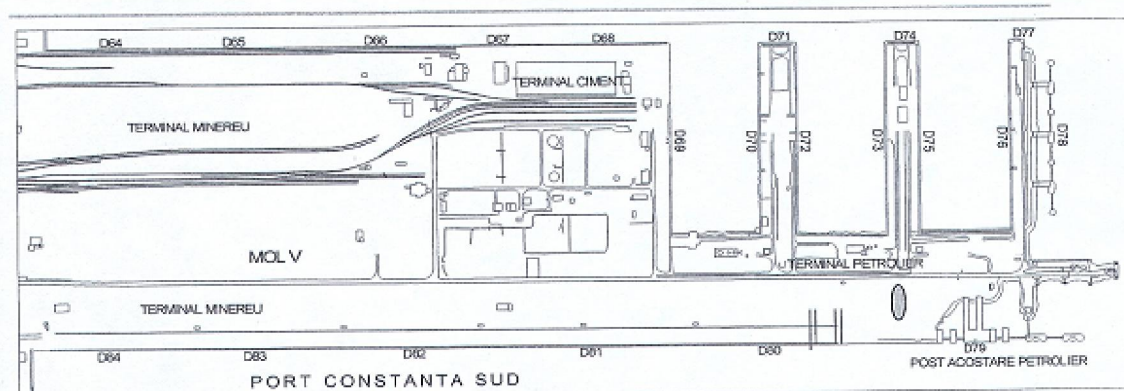 D64 D65 D66 D67 D68 D71 D74 D77
TERMINAL CIMENT
TERMINAL MINEREU
D69 D70 D72 D73 D75 D76 D78
MOL V
TERMINAL PETROLIER
TERMINAL MINEREU
D84 D83 D82 D81 D80 D79
POST ACOSTARE PETROLIER
PORT CONSTANTA SUD